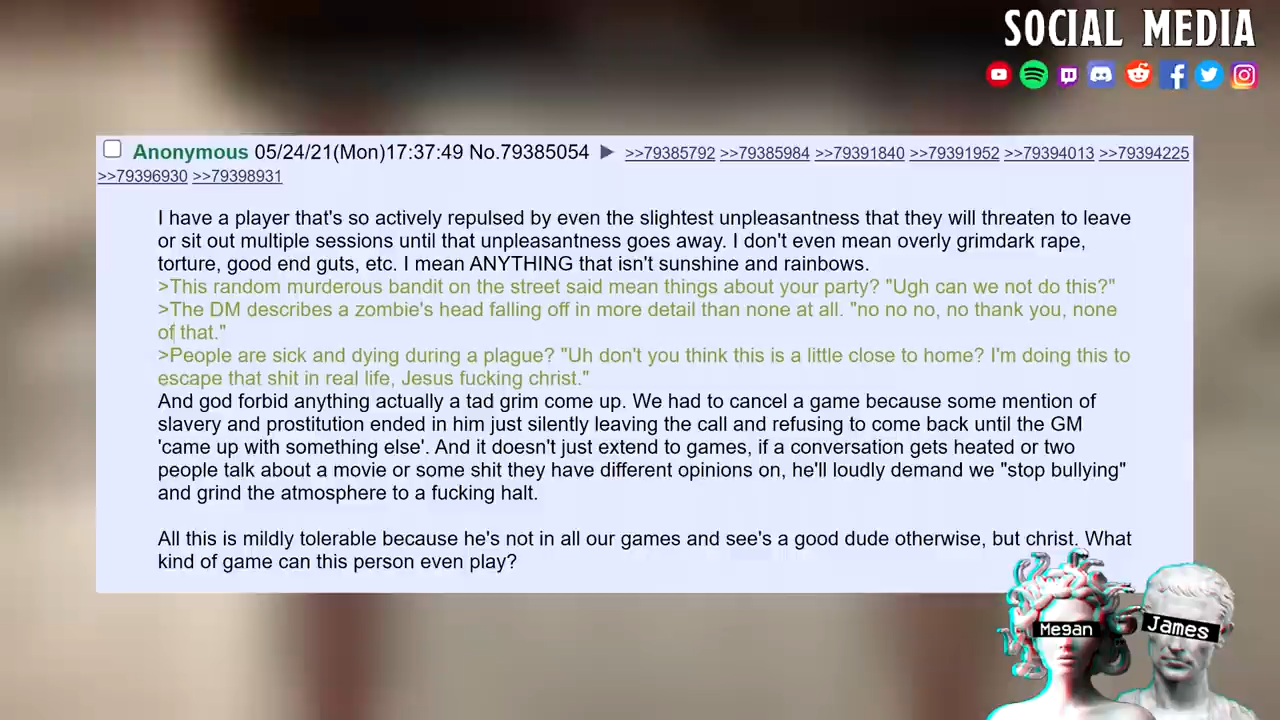 SOCIAL MEDIA
Anonymous 05/24/21(Mon)17:37:49 No.79385054 ▶ >>79385792 >>79385984 >>79391840 >>79391952 >>79394013 >>79394225
>>79396930 >>79398931
I have a player that's so actively repulsed by even the slightest unpleasantness that they will threaten to leave
or sit out multiple sessions until that unpleasantness goes away. I don't even mean overly grimdark rape,
torture, good end guts, etc. I mean ANYTHING that isn't sunshine and rainbows.
>This random murderous bandit on the street said mean things about your party? "Ugh can we not do this?"
>The DM describes a zombie's head falling off in more detail than none at all. "no no no, no thank you, none
of that."
>People are sick and dying during a plague? "Uh don't you think this is a little close to home? I'm doing this to
escape that shit in real life, Jesus fucking christ."
And god forbid anything actually a tad grim come up. We had to cancel a game because some mention of
slavery and prostitution ended in him just silently leaving the call and refusing to come back until the GM
'came up with something else'. And it doesn't just extend to games, if a conversation gets heated or two
people talk about a movie or some shit they have different opinions on, he'll loudly demand we "stop bullying"
and grind the atmosphere to a fucking halt.
All this is mildly tolerable because he's not in all our games and see's a good dude otherwise, but christ. What
kind of game can this person even play?
Megan
James